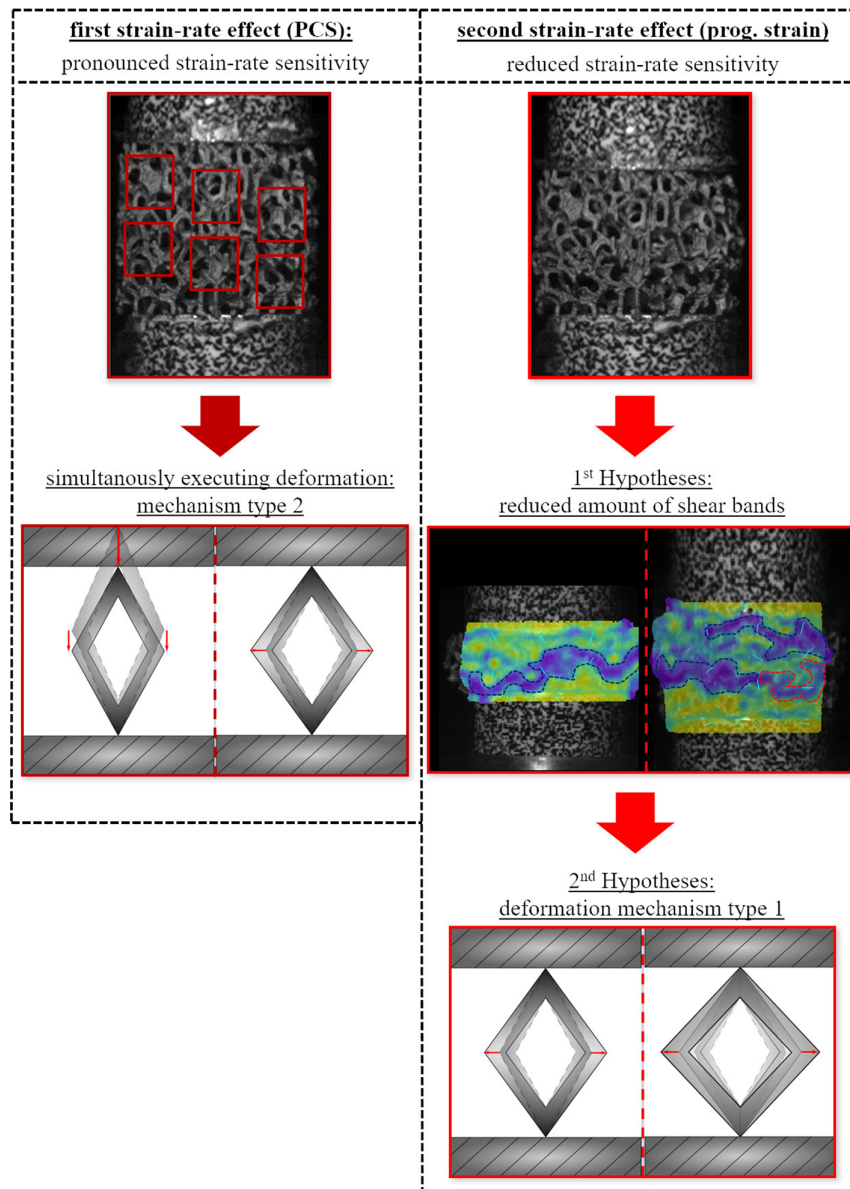 first strain-rate effect (PCS):
pronounced strain-rate sensitivity
simultanously executing deformation:
mechanism type 2
second strain-rate effect (prog. strain)
reduced strain-rate sensitivity
1st Hypotheses:
reduced amount of shear bands
2nd Hypotheses:
deformation mechanism type 1